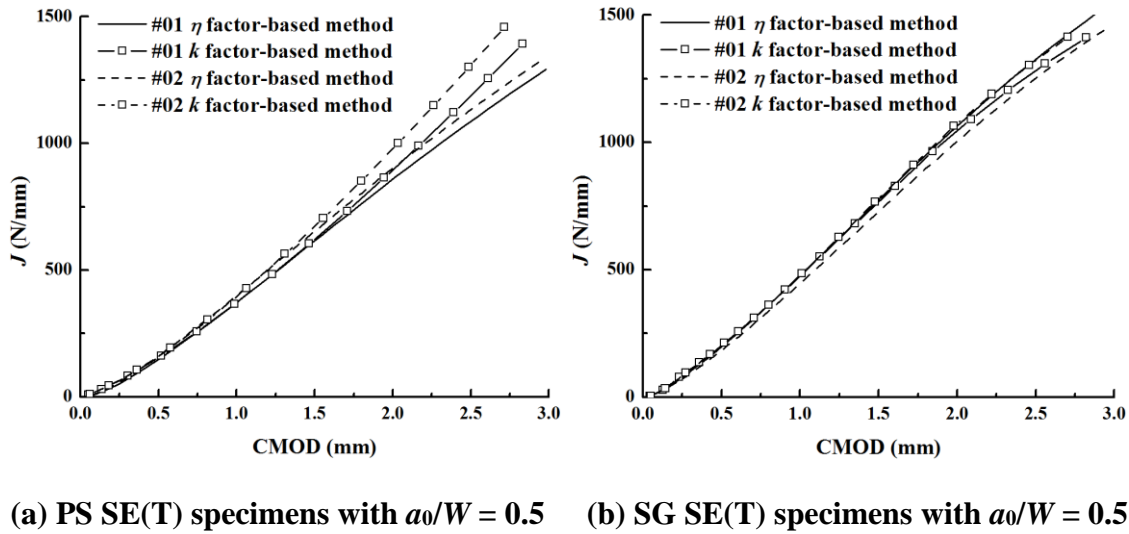 1500
1000
500
0
J (N/mm)
#01 η factor-based method
#01 k factor-based method
#02 η factor-based method
#02 k factor-based method
0.0 0.5 1.0 1.5 2.0 2.5 3.0
CMOD (mm)
(a) PS SE(T) specimens with a0/W = 0.5
1500
1000
500
0
J (N/mm)
#01 η factor-based method
#01 k factor-based method
#02 η factor-based method
#02 k factor-based method
0.0 0.5 1.0 1.5 2.0 2.5 3.0
CMOD (mm)
(b) SG SE(T) specimens with a0/W = 0.5